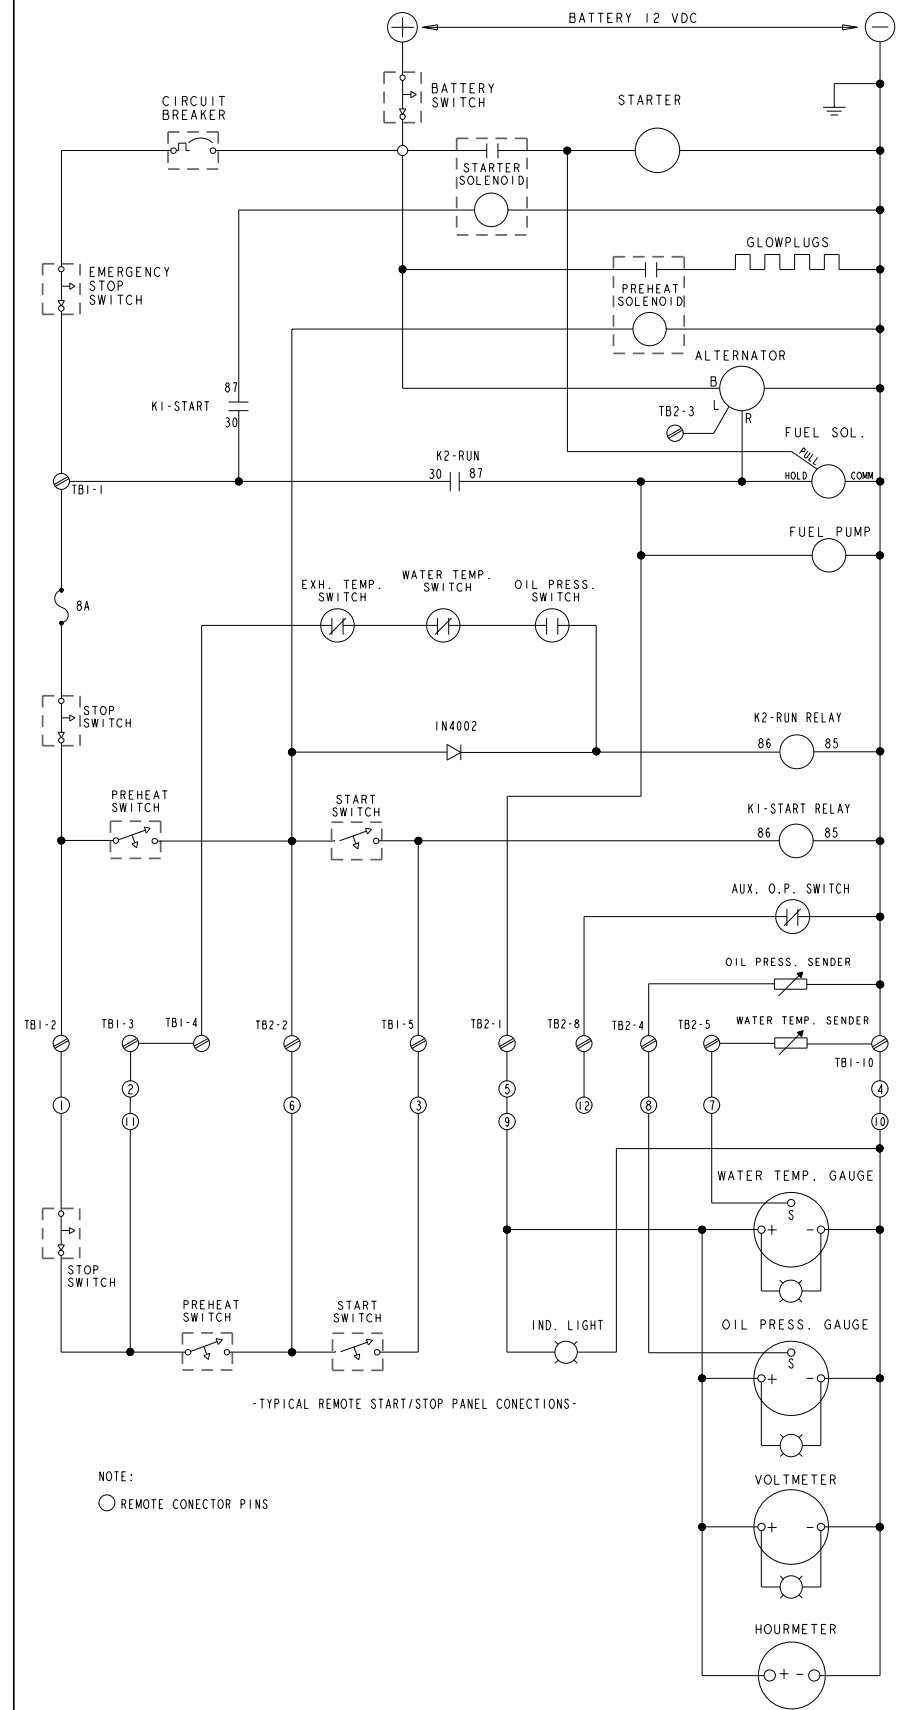 BATTERY 12 VDC
BATTERY
SWITCH
CIRCUIT
BREAKER
STARTER
STARTER
SOLENOID
EMERGENCY
STOP
SWITCH
GLOWPLUGS
PREHEAT
SOLENOID
ALTERNATOR
B
L
R
TB2-3
87
K1-START
30
FUEL SOL.
PULL
HOLD
COMM
K2-RUN
30
87
TB1-1
FUEL PUMP
8A
EXH. TEMP.
SWITCH
WATER TEMP.
SWITCH
OIL PRESS.
SWITCH
STOP
SWITCH
IN4002
K2-RUN RELAY
86
85
PREHEAT
SWITCH
START
SWITCH
K1-START RELAY
86
85
AUX. O.P. SWITCH
OIL PRESS. SENDER
WATER TEMP. SENDER
TB1-2
TB1-3
TB1-4
TB2-2
TB1-5
TB2-1
TB2-8
TB2-4
TB2-5
TB1-10
1
2
11
6
3
5
9
12
8
7
4
10
WATER TEMP. GAUGE
S
+ -
STOP
SWITCH
PREHEAT
SWITCH
START
SWITCH
IND. LIGHT
OIL PRESS. GAUGE
S
+ -
-TYPICAL REMOTE START/STOP PANEL CONECTIONS-
VOLTMETER
+ -
NOTE:
REMOTE CONECTOR PINS
HOURMETER
+ -